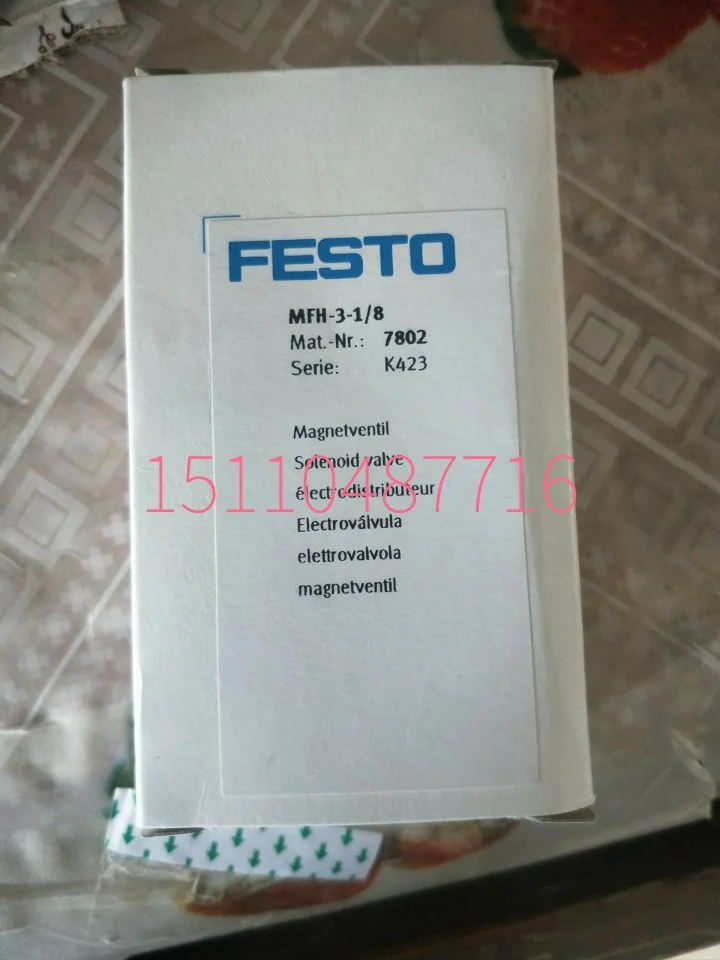 FESTO
MFH-3-1/8
Mat.-Nr.: 7802
Serie: K423
Magnetventil
Solenoid valve
15110487716
électrodistributeur
Electroválvula
elettrovalvola
magnetventil